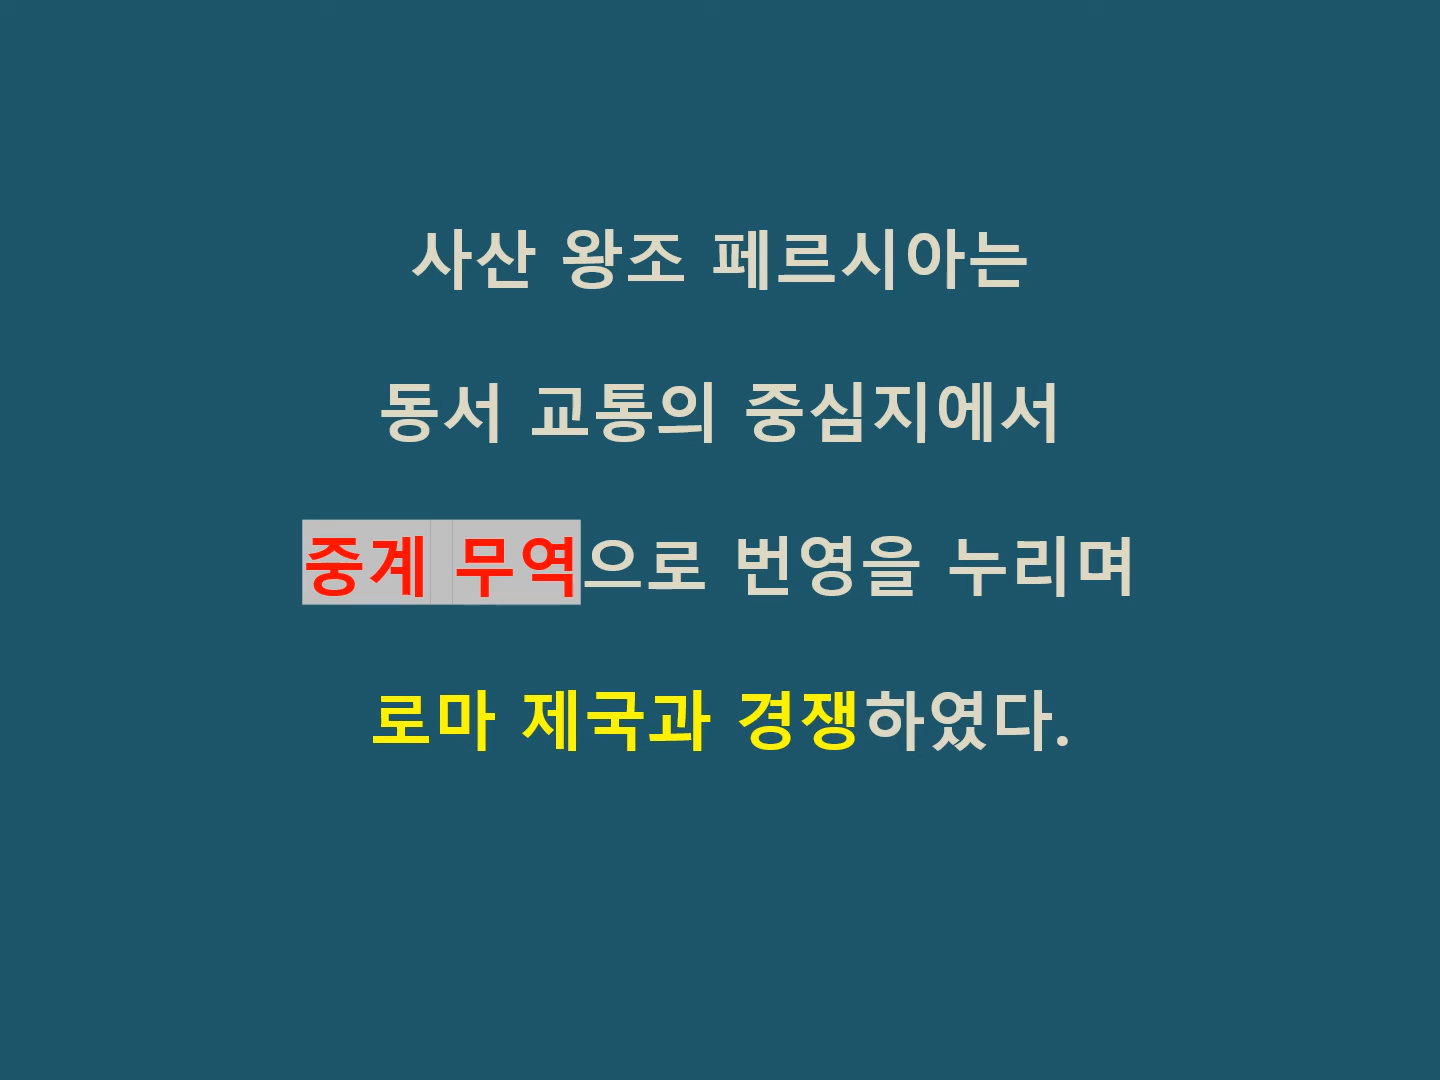 사산 왕조 페르시아는
동서 교통의 중심지에서
중계 무역으로 번영을 누리며
로마 제국과 경쟁하였다.